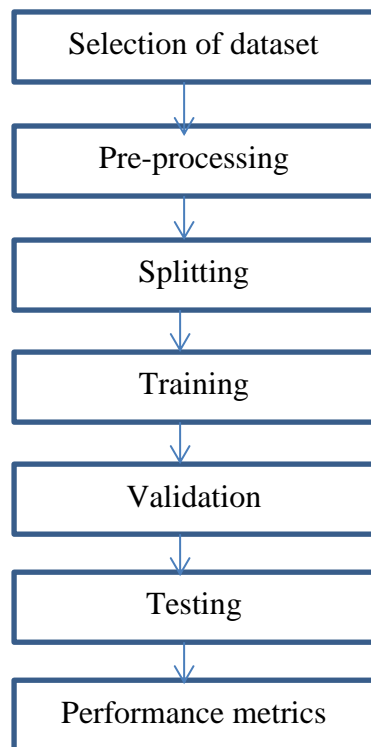 Selection of dataset
Pre-processing
Splitting
Training
Validation
Testing
Performance metrics